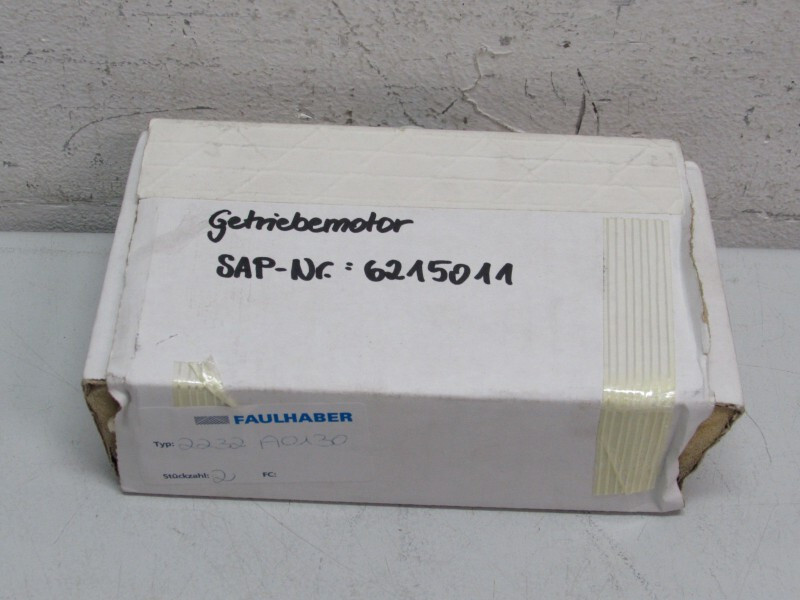 Getriebemotor
SAP-Nr.: 6215011
FAULHABER
Typ: 2232 A0130
Stückzahl: 2 FC: